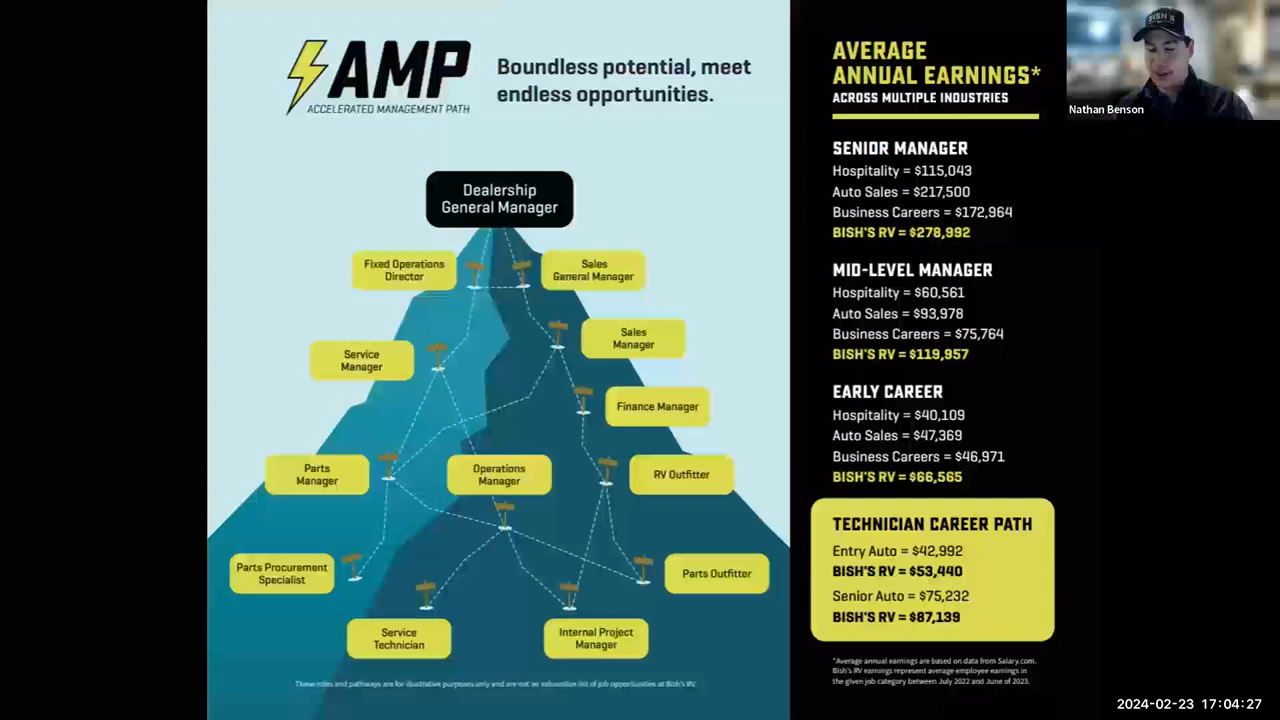 AMP
ACCELERATED MANAGEMENT PATH
Boundless potential, meet
endless opportunities.
Dealership
General Manager
Fixed Operations
Director
Sales
General Manager
Sales
Manager
Service
Manager
Finance Manager
Parts
Manager
Operations
Manager
RV Outfitter
Parts Procurement
Specialist
Parts Outfitter
Service
Technician
Internal Project
Manager
These roles and pathways are for illustrative purposes only and are not an exhaustive list of job opportunities at Bish's RV.
AVERAGE
ANNUAL EARNINGS*
ACROSS MULTIPLE INDUSTRIES
SENIOR MANAGER
Hospitality = $115,043
Auto Sales = $217,500
Business Careers = $172,964
BISH'S RV = $278,992
MID-LEVEL MANAGER
Hospitality = $60,561
Auto Sales = $93,978
Business Careers = $75,764
BISH'S RV = $119,957
EARLY CAREER
Hospitality = $40,109
Auto Sales = $47,369
Business Careers = $46,971
BISH'S RV = $66,565
TECHNICIAN CAREER PATH
Entry Auto = $42,992
BISH'S RV = $53,440
Senior Auto = $75,232
BISH'S RV = $87,139
*Average annual earnings are based on data from Salary.com.
Bish's RV earnings represent average employee earnings in
the given job category between July 2022 and June of 2023.
BISH'S
Nathan Benson
2024-02-23 17:04:27